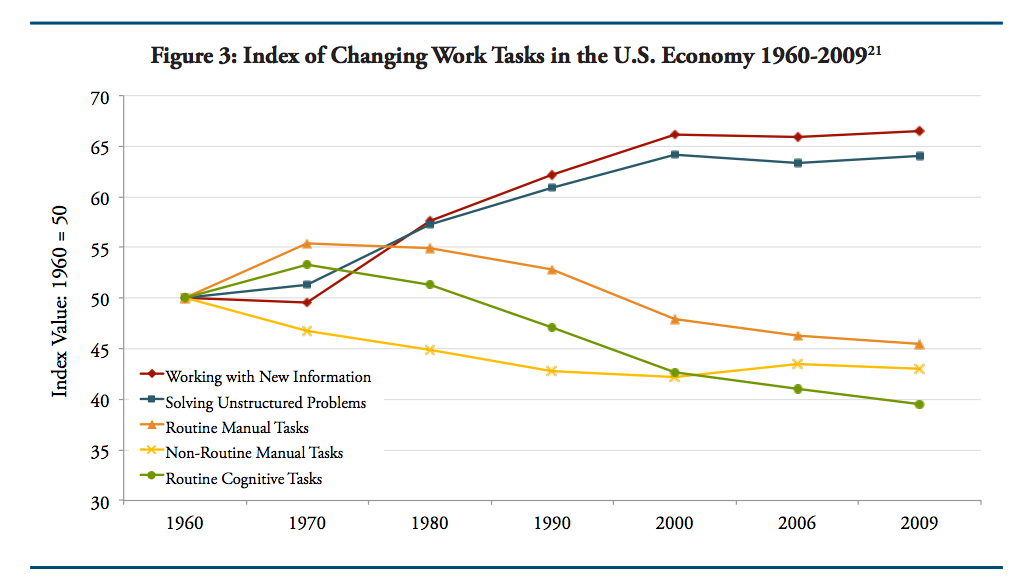 Figure 3: Index of Changing Work Tasks in the U.S. Economy 1960-2009²¹
70
65
60
55
50
45
40
35
30
Index Value: 1960 = 50
Working with New Information
Solving Unstructured Problems
Routine Manual Tasks
Non-Routine Manual Tasks
Routine Cognitive Tasks
1960 1970 1980 1990 2000 2006 2009